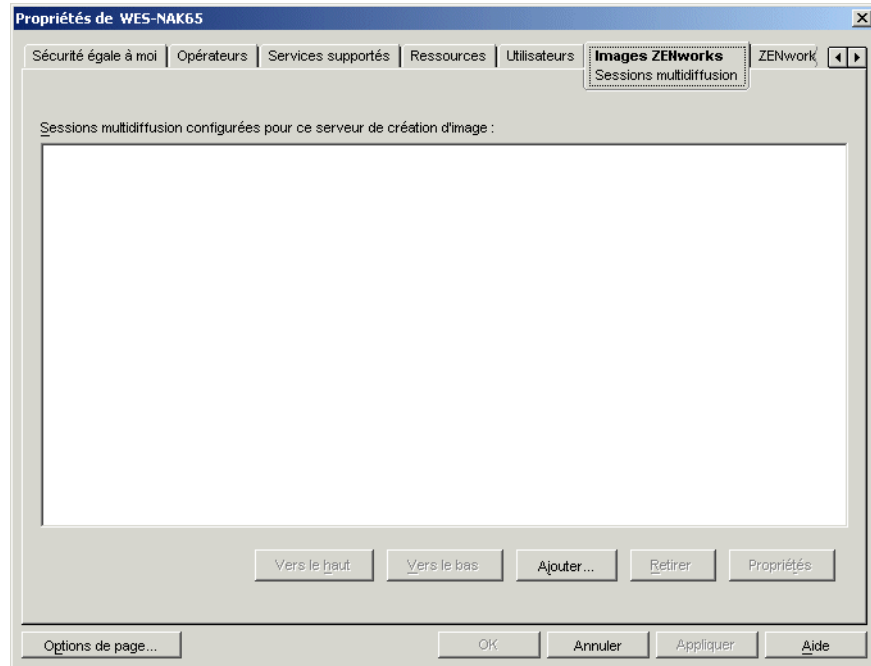 Propriétés de WES-NAK65
Sécurité égale à moi Opérateurs Services supportés Ressources Utilisateurs Images ZENworks ZENwork
Sessions multidiffusion
Sessions multidiffusion configurées pour ce serveur de création d'image :
Vers le haut Vers le bas Ajouter... Retirer Propriétés
Options de page... OK Annuler Appliquer Aide